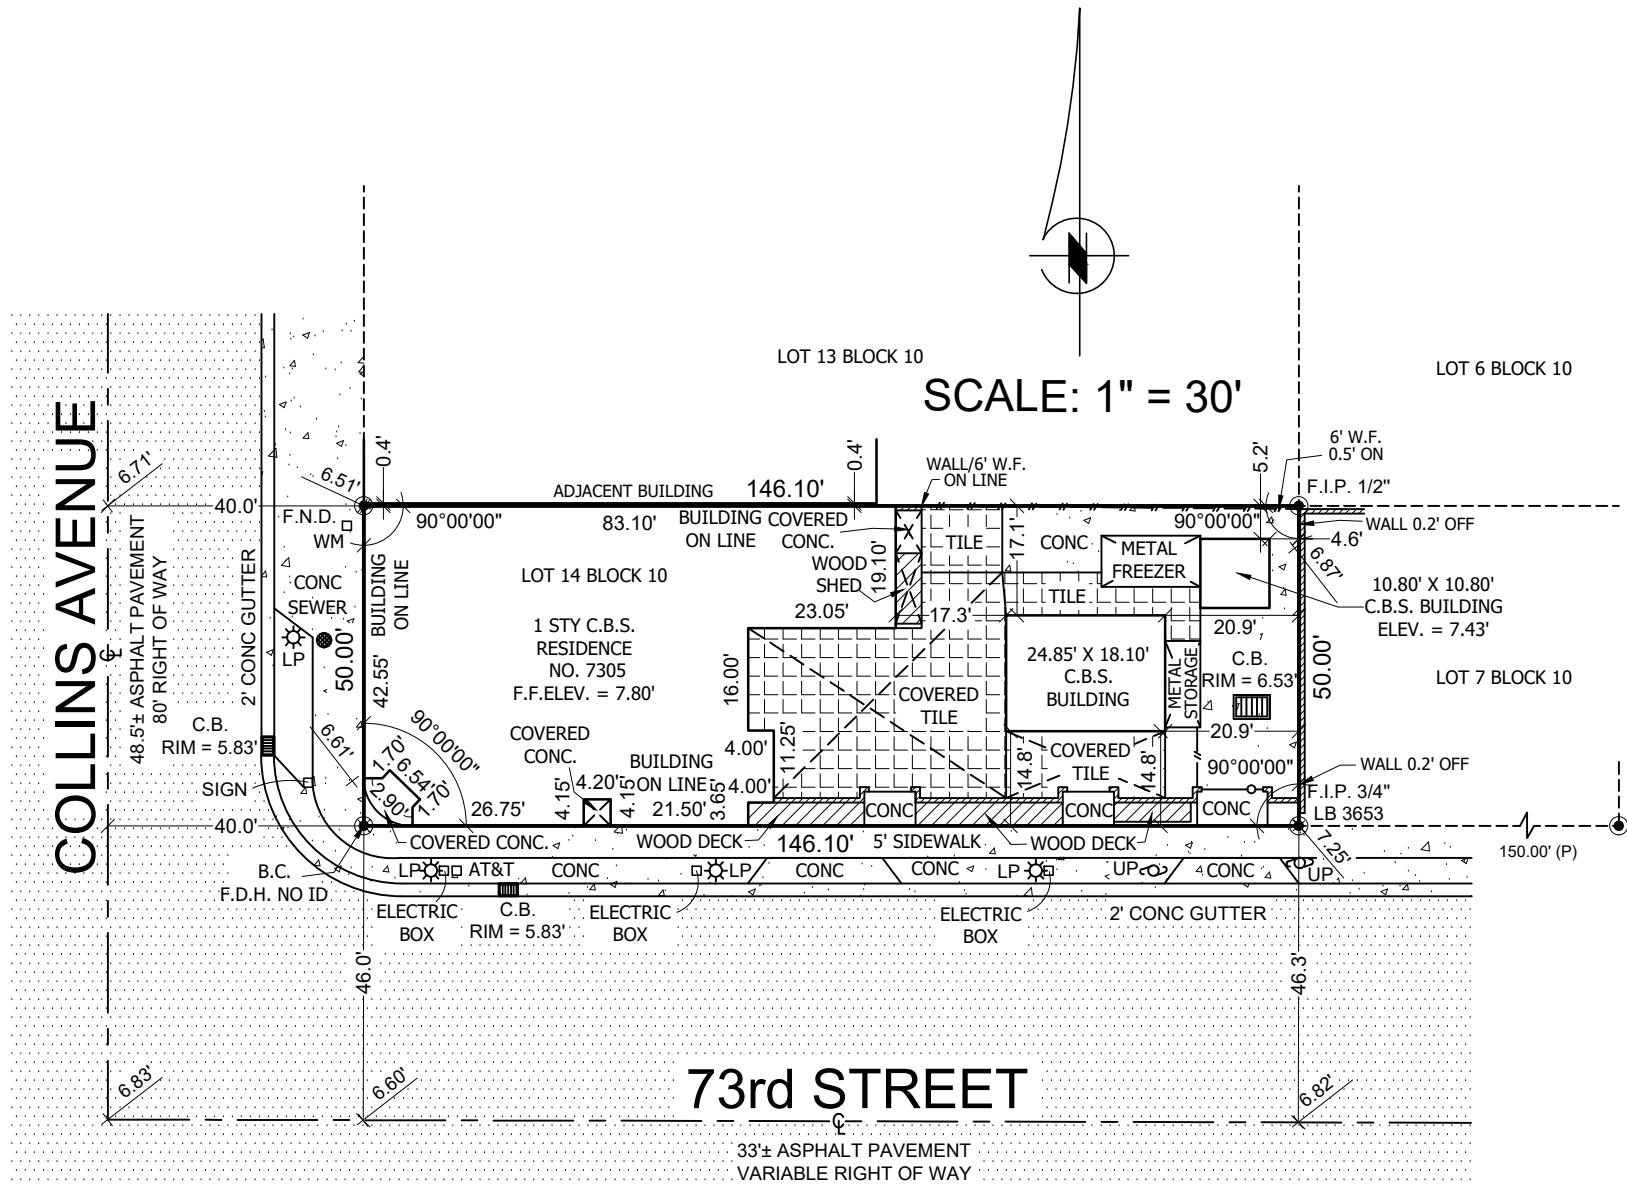 LOT 13 BLOCK 10
LOT 6 BLOCK 10
SCALE: 1" = 30'
COLLINS AVENUE
℄
48.5'± ASPHALT PAVEMENT
80' RIGHT OF WAY
6.71'
40.0'
6.51'
0.4'
ADJACENT BUILDING
146.10'
0.4'
WALL/6' W.F.
ON LINE
5.2'
6' W.F.
0.5' ON
F.I.P. 1/2"
F.N.D.
WM
90°00'00"
83.10'
BUILDING
ON LINE
COVERED
CONC.
TILE
17.1'
CONC
90°00'00"
WALL 0.2' OFF
4.6'
6.87'
2' CONC GUTTER
CONC
SEWER
LP
50.00'
BUILDING
ON LINE
42.55'
LOT 14 BLOCK 10
WOOD
SHED
19.10'
23.05'
17.3'
METAL
FREEZER
TILE
10.80' X 10.80'
C.B.S. BUILDING
ELEV. = 7.43'
20.9'
1 STY C.B.S.
RESIDENCE
NO. 7305
F.F.ELEV. = 7.80'
16.00'
24.85' X 18.10'
C.B.S.
BUILDING
METAL
STORAGE
C.B.
RIM = 6.53'
50.00'
LOT 7 BLOCK 10
COVERED
TILE
C.B.
RIM = 5.83'
6.61'
90°00'00"
COVERED
CONC.
4.00'
11.25'
COVERED
TILE
14.8'
14.8'
20.9'
SIGN
1.70'
6.54'
1.70'
2.90'
4.20'
4.15'
4.15'
BUILDING
ON LINE
4.00'
3.65'
26.75'
21.50'
90°00'00"
WALL 0.2' OFF
F.I.P. 3/4"
LB 3653
40.0'
CONC
CONC
CONC
COVERED CONC.
WOOD DECK
146.10'
5' SIDEWALK
WOOD DECK
7.25'
150.00' (P)
B.C.
F.D.H. NO ID
LP
AT&T
CONC
LP
CONC
CONC
LP
UP
CONC
UP
ELECTRIC
BOX
C.B.
RIM = 5.83'
ELECTRIC
BOX
ELECTRIC
BOX
2' CONC GUTTER
46.0'
46.3'
6.83'
6.60'
73rd STREET
6.82'
℄
33'± ASPHALT PAVEMENT
VARIABLE RIGHT OF WAY